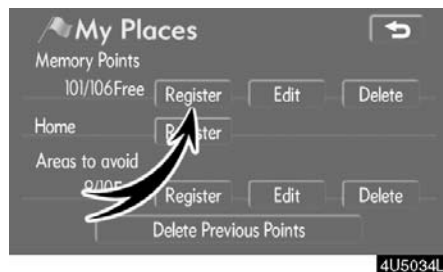 My Places
Memory Points
101/106Free Register Edit Delete
Home
Areas to avoid
Register Edit Delete
Delete Previous Points
4U5034L